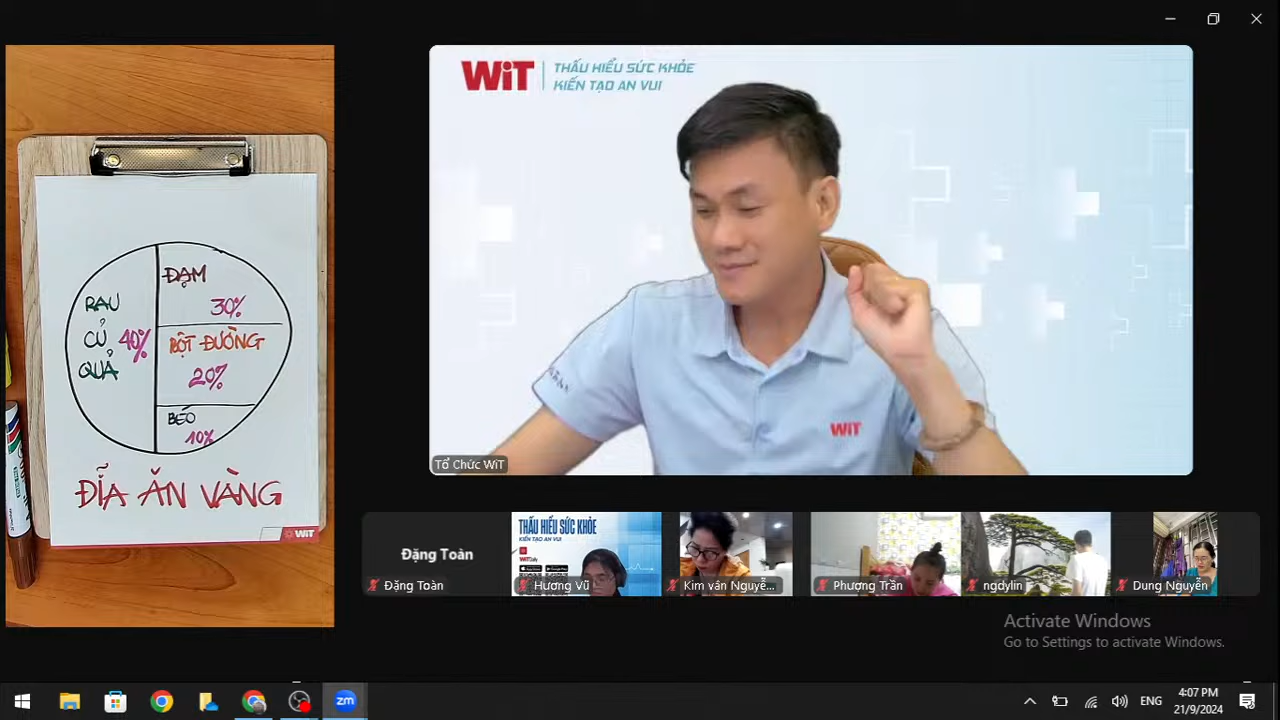 RAU
CỦ
QUẢ
40%
ĐẠM
30%
BỘT ĐƯỜNG
20%
BÉO
10%
ĐĨA ĂN VÀNG
WiT
WiT
THẤU HIỂU SỨC KHỎE
KIẾN TẠO AN VUI
WiT
Tổ Chức WiT
Đặng Toàn
Đặng Toàn
THẤU HIỂU SỨC KHỎE
KIẾN TẠO AN VUI
Hương Vũ
Kim vân Nguyễ...
Phượng Trần
ngdylin
Dung Nguyễn
Activate Windows
Go to Settings to activate Windows.
zm
ENG
4:07 PM
21/9/2024